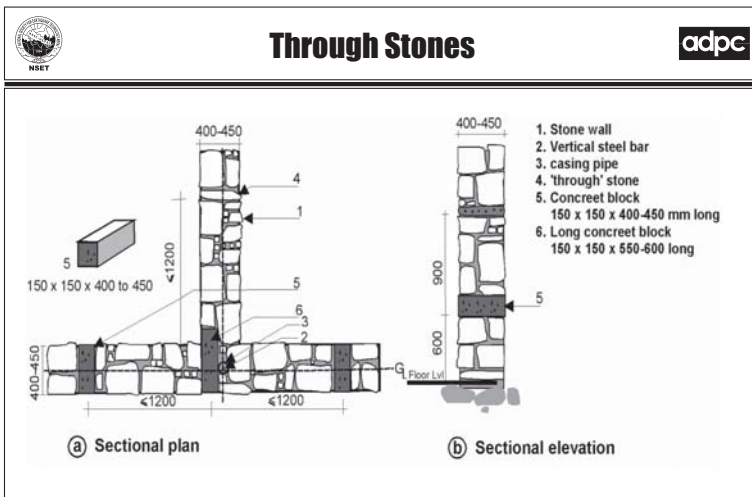 NSET
Through Stones
adpc
400-450
4
1
⩽1200
5
150 x 150 x 400 to 450
5
6
3
2
400-450
⩽1200
⩽1200
G
a Sectional plan
400-450
900
600
5
Floor Lvl
b Sectional elevation
1. Stone wall
2. Vertical steel bar
3. casing pipe
4. 'through' stone
5. Concreet block
150 x 150 x 400-450 mm long
6. Long concreet block
150 x 150 x 550-600 long